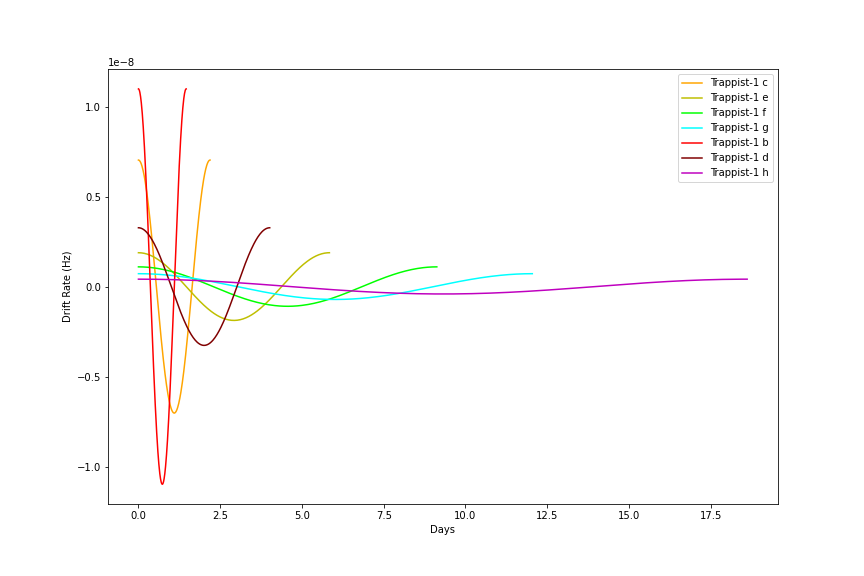 1e−8
1.0
0.5
0.0
−0.5
−1.0
Drift Rate (Hz)
0.0 2.5 5.0 7.5 10.0 12.5 15.0 17.5
Days
Trappist-1 c
Trappist-1 e
Trappist-1 f
Trappist-1 g
Trappist-1 b
Trappist-1 d
Trappist-1 h